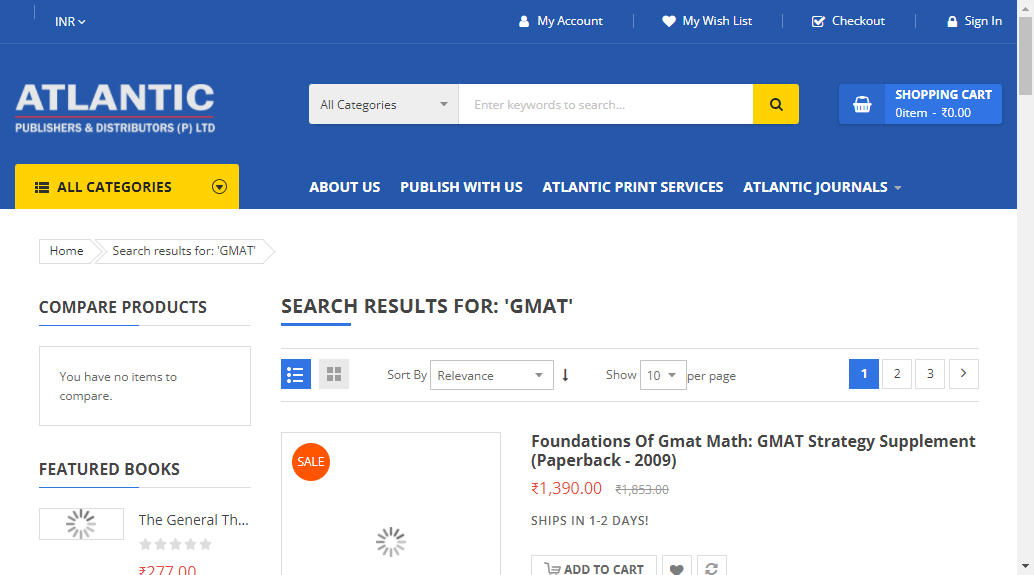 INR
My Account
My Wish List
Checkout
Sign In
ATLANTIC
PUBLISHERS & DISTRIBUTORS (P) LTD
All Categories
Enter keywords to search...
SHOPPING CART
0item - ₹0.00
ALL CATEGORIES
ABOUT US
PUBLISH WITH US
ATLANTIC PRINT SERVICES
ATLANTIC JOURNALS
Home
Search results for: 'GMAT'
COMPARE PRODUCTS
You have no items to
compare.
FEATURED BOOKS
The General Th...
₹277.00
SEARCH RESULTS FOR: 'GMAT'
Sort By Relevance
Show 10 per page
1 2 3
SALE
Foundations Of Gmat Math: GMAT Strategy Supplement
(Paperback - 2009)
₹1,390.00 ₹1,853.00
SHIPS IN 1-2 DAYS!
ADD TO CART